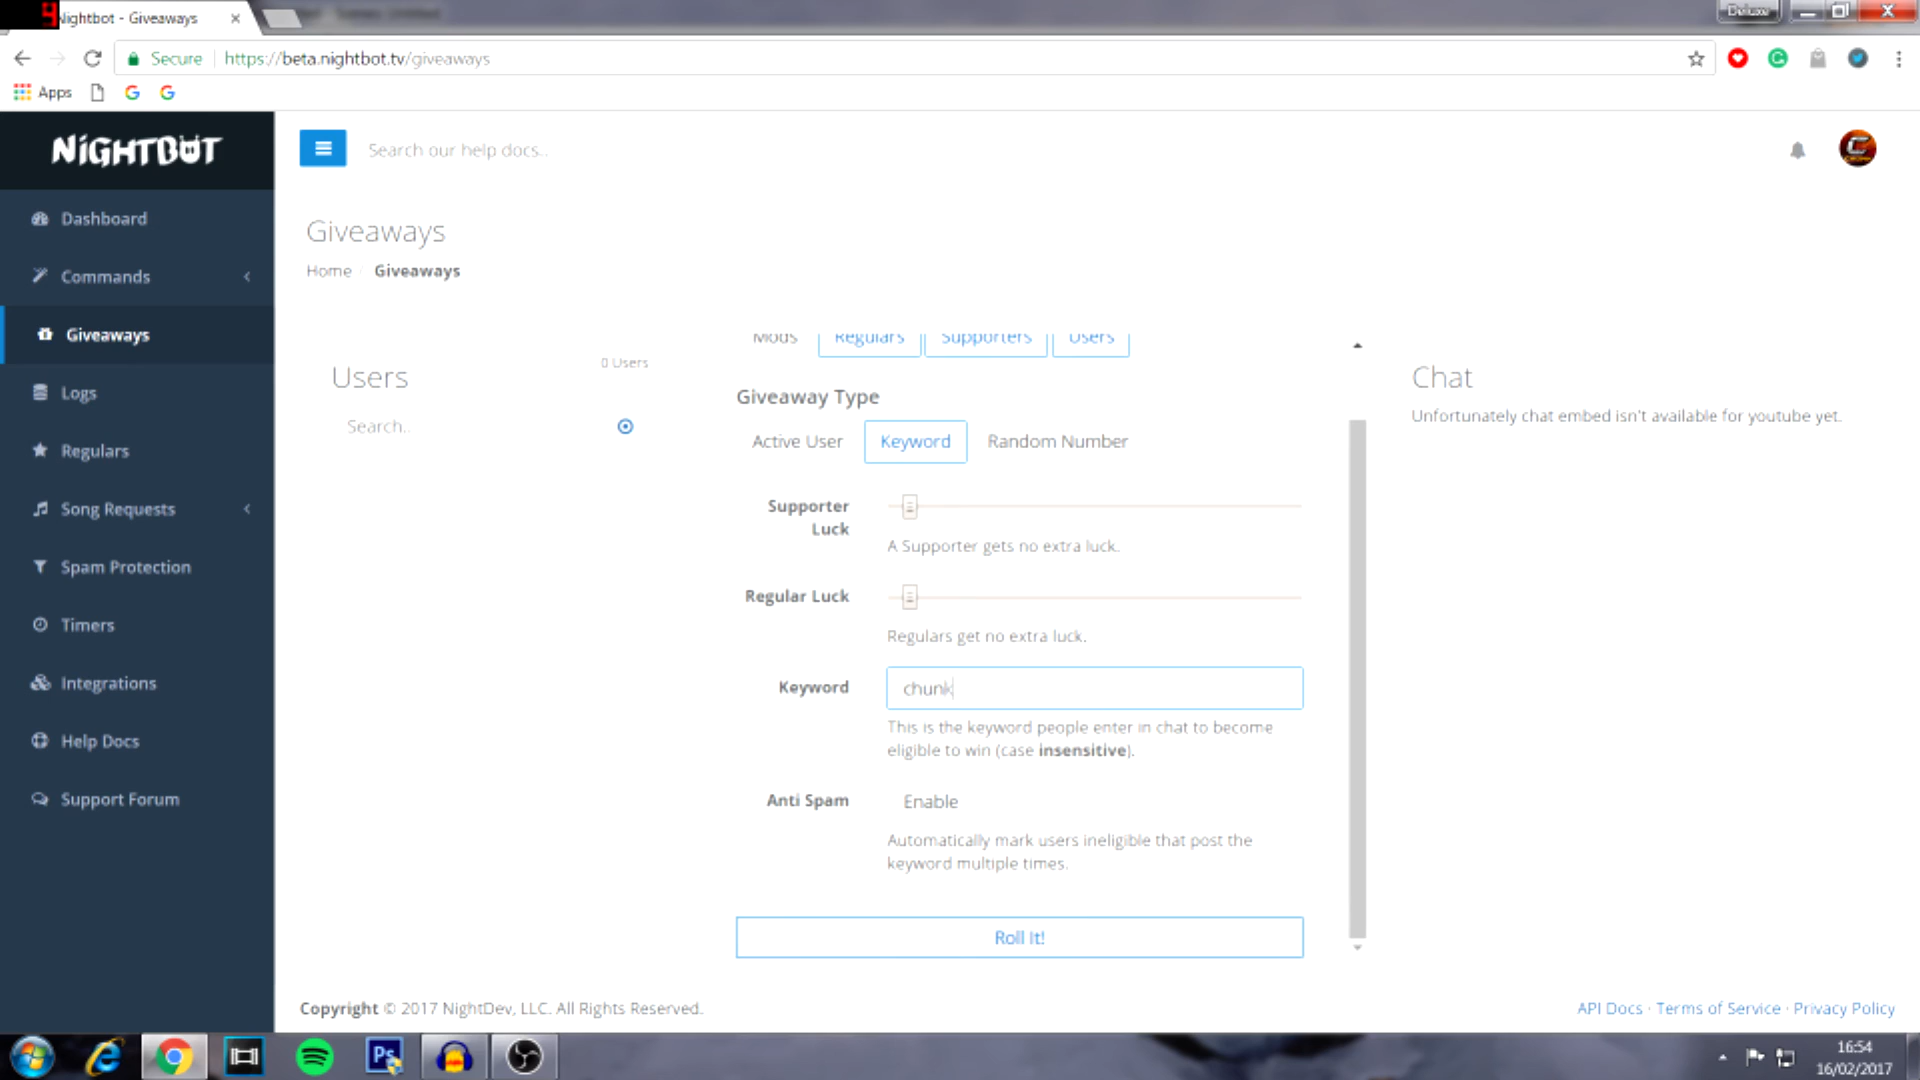 Nightbot - Giveaways
Deluxe
Secure
https://beta.nightbot.tv/giveaways
Apps
NiGHTBOT
Search our help docs..
Dashboard
Commands
Giveaways
Logs
Regulars
Song Requests
Spam Protection
Timers
Integrations
Help Docs
Support Forum
Giveaways
Home
Giveaways
Users
0 Users
Search..
Mods
Regulars
Supporters
Users
Giveaway Type
Active User
Keyword
Random Number
Supporter
Luck
A Supporter gets no extra luck.
Regular Luck
Regulars get no extra luck.
Keyword
chunk
This is the keyword people enter in chat to become
eligible to win (case insensitive).
Anti Spam
Enable
Automatically mark users ineligible that post the
keyword multiple times.
Roll It!
Chat
Unfortunately chat embed isn't available for youtube yet.
Copyright © 2017 NightDev, LLC. All Rights Reserved.
API Docs · Terms of Service · Privacy Policy
Ps
16:54
16/02/2017